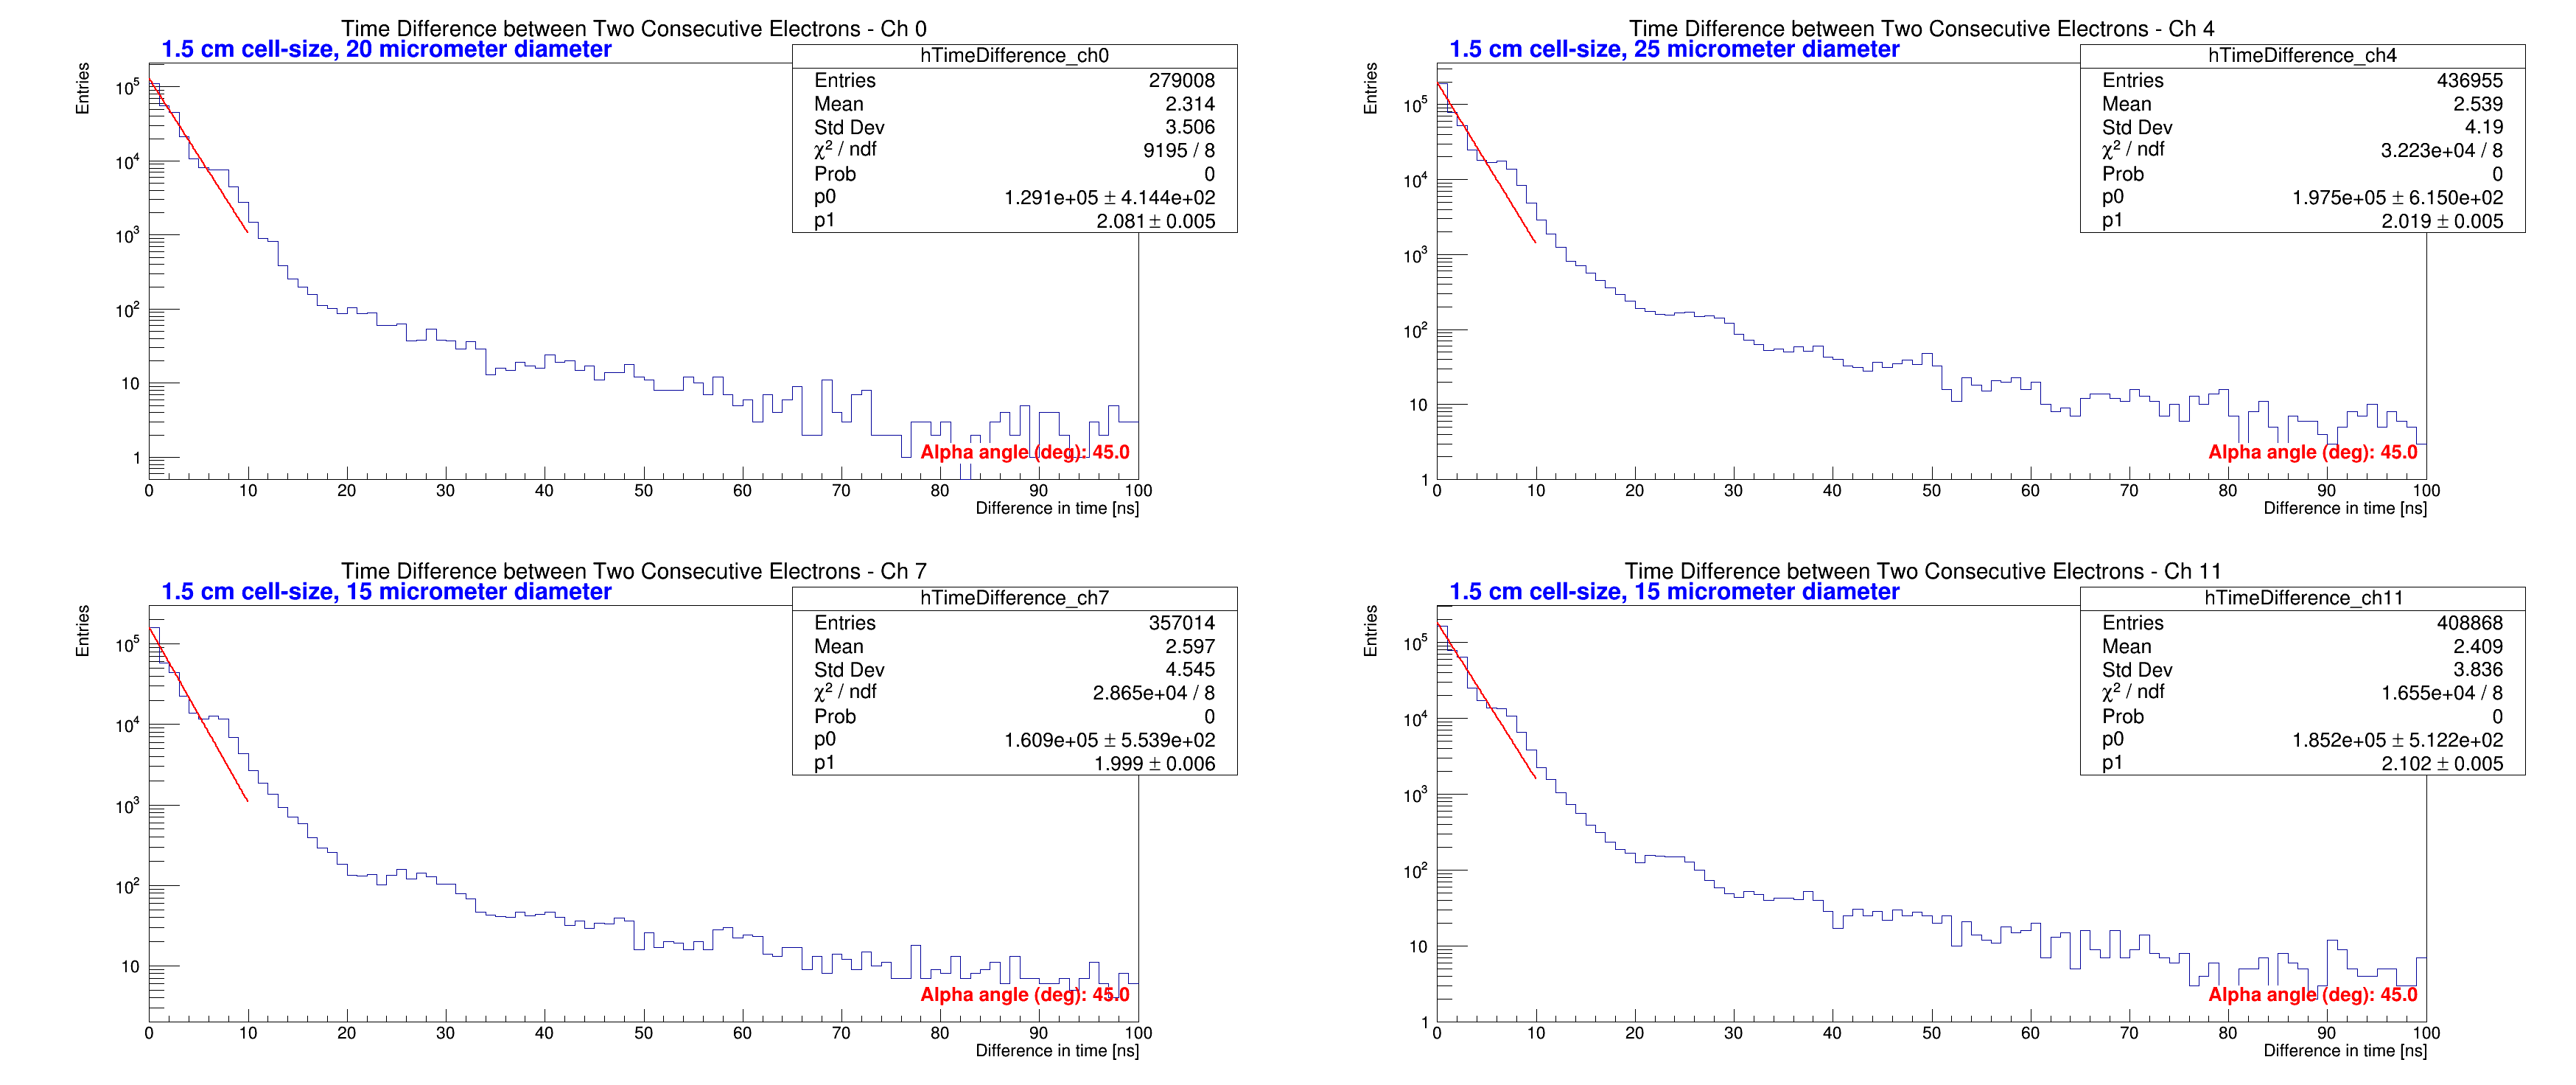 Time Difference between Two Consecutive Electrons - Ch 0
1.5 cm cell-size, 20 micrometer diameter
hTimeDifference_ch0
Entries 279008
Mean 2.314
Std Dev 3.506
χ² / ndf 9195 / 8
Prob 0
p0 1.291e+05 ± 4.144e+02
p1 2.081 ± 0.005
Entries
10⁵
10⁴
10³
10²
10
1
Alpha angle (deg): 45.0
0 10 20 30 40 50 60 70 80 90 100
Difference in time [ns]
Time Difference between Two Consecutive Electrons - Ch 4
1.5 cm cell-size, 25 micrometer diameter
hTimeDifference_ch4
Entries 436955
Mean 2.539
Std Dev 4.19
χ² / ndf 3.223e+04 / 8
Prob 0
p0 1.975e+05 ± 6.150e+02
p1 2.019 ± 0.005
Entries
10⁵
10⁴
10³
10²
10
1
Alpha angle (deg): 45.0
0 10 20 30 40 50 60 70 80 90 100
Difference in time [ns]
Time Difference between Two Consecutive Electrons - Ch 7
1.5 cm cell-size, 15 micrometer diameter
hTimeDifference_ch7
Entries 357014
Mean 2.597
Std Dev 4.545
χ² / ndf 2.865e+04 / 8
Prob 0
p0 1.609e+05 ± 5.539e+02
p1 1.999 ± 0.006
Entries
10⁵
10⁴
10³
10²
10
Alpha angle (deg): 45.0
0 10 20 30 40 50 60 70 80 90 100
Difference in time [ns]
Time Difference between Two Consecutive Electrons - Ch 11
1.5 cm cell-size, 15 micrometer diameter
hTimeDifference_ch11
Entries 408868
Mean 2.409
Std Dev 3.836
χ² / ndf 1.655e+04 / 8
Prob 0
p0 1.852e+05 ± 5.122e+02
p1 2.102 ± 0.005
Entries
10⁵
10⁴
10³
10²
10
1
Alpha angle (deg): 45.0
0 10 20 30 40 50 60 70 80 90 100
Difference in time [ns]